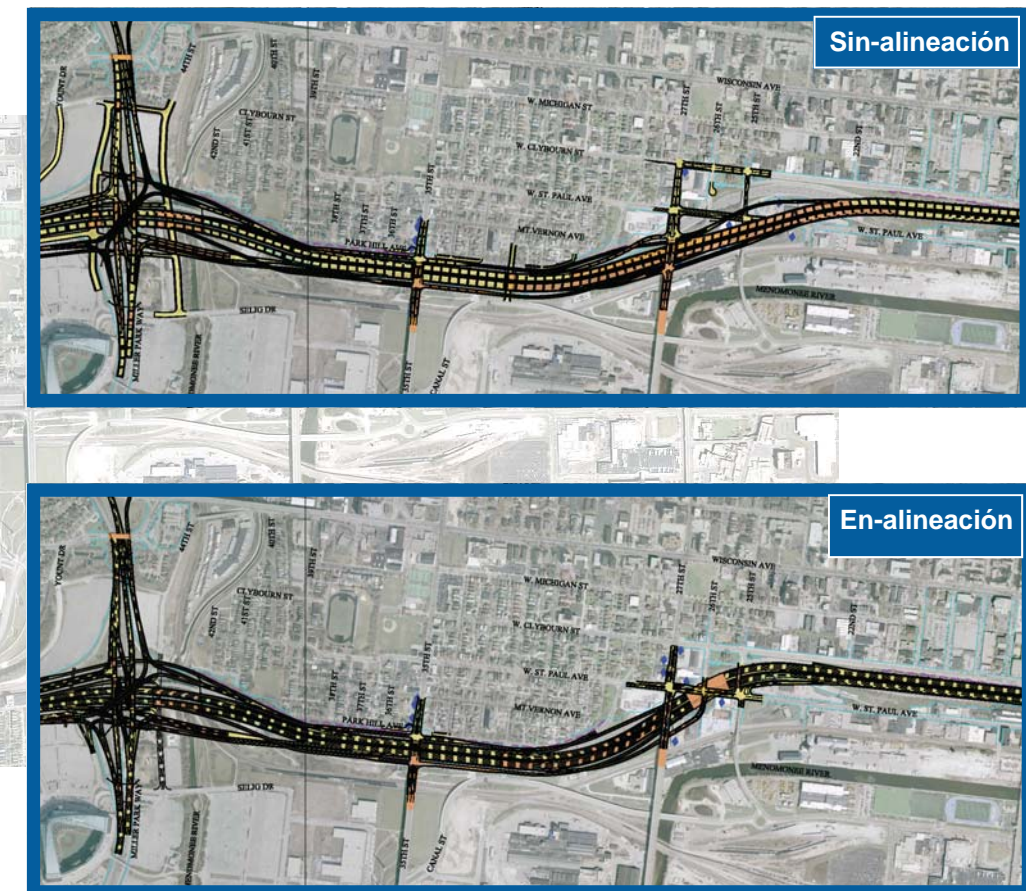 Sin-alineación
YOUNT DR
44TH ST
40TH ST
38TH ST
WISCONSIN AVE
W. MICHIGAN ST
27TH ST
26TH ST
25TH ST
CLYBOURN ST
42ND ST
41ST ST
W. CLYBOURN ST
22ND ST
35TH ST
W. ST. PAUL AVE
37TH ST
36TH ST
PARK HILL AVE
MT. VERNON AVE
W. ST. PAUL AVE
MENOMONEE RIVER
SELIG DR
MILLER PARK WAY
MENOMONEE RIVER
35TH ST
CANAL ST
En-alineación
YOUNT DR
44TH ST
40TH ST
38TH ST
WISCONSIN AVE
W. MICHIGAN ST
27TH ST
26TH ST
25TH ST
CLYBOURN ST
42ND ST
41ST ST
W. CLYBOURN ST
22ND ST
35TH ST
W. ST. PAUL AVE
38TH ST
37TH ST
36TH ST
PARK HILL AVE
MT. VERNON AVE
W. ST. PAUL AVE
MENOMONEE RIVER
SELIG DR
MILLER PARK WAY
MENOMONEE RIVER
35TH ST
CANAL ST